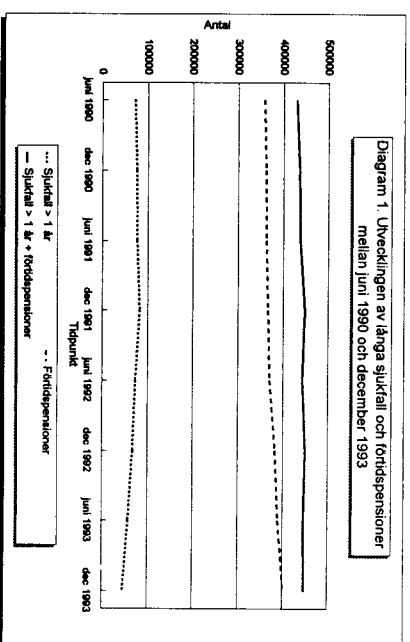 Diagram 1. Utvecklingen av långa sjukfall och förtidspensioner
mellan juni 1990 och december 1993
Antal
500000
400000
300000
200000
100000
0
juni 1990
dec 1990
juni 1991
dec 1991
juni 1992
dec 1992
juni 1993
dec 1993
Tidpunkt
Sjukfall > 1 år
Förtidspensioner
Sjukfall > 1 år + förtidspensioner